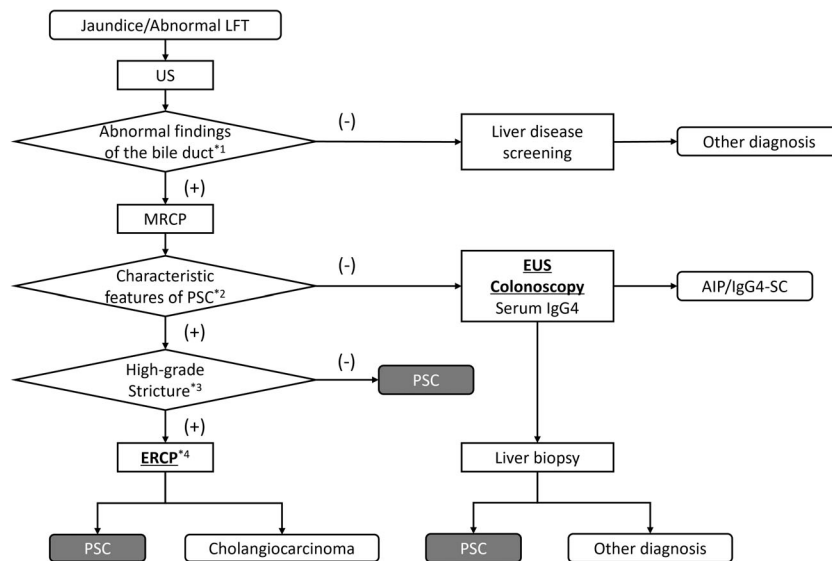 Jaundice/Abnormal LFT
US
Abnormal findings
of the bile duct*1
(-)
Liver disease
screening
Other diagnosis
(+)
MRCP
Characteristic
features of PSC*2
(-)
EUS
Colonoscopy
Serum IgG4
AIP/IgG4-SC
(+)
High-grade
Stricture*3
(-)
PSC
(+)
ERCP*4
Liver biopsy
PSC
Cholangiocarcinoma
PSC
Other diagnosis